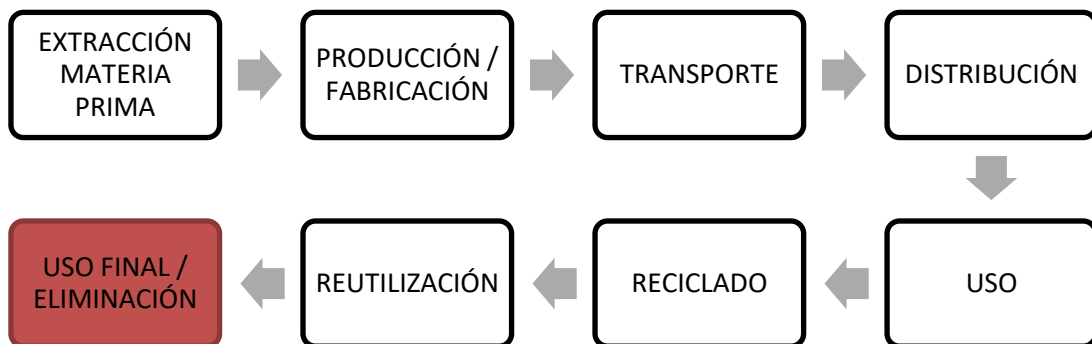 EXTRACCIÓN
MATERIA
PRIMA
PRODUCCIÓN /
FABRICACIÓN
TRANSPORTE
DISTRIBUCIÓN
USO FINAL /
ELIMINACIÓN
REUTILIZACIÓN
RECICLADO
USO